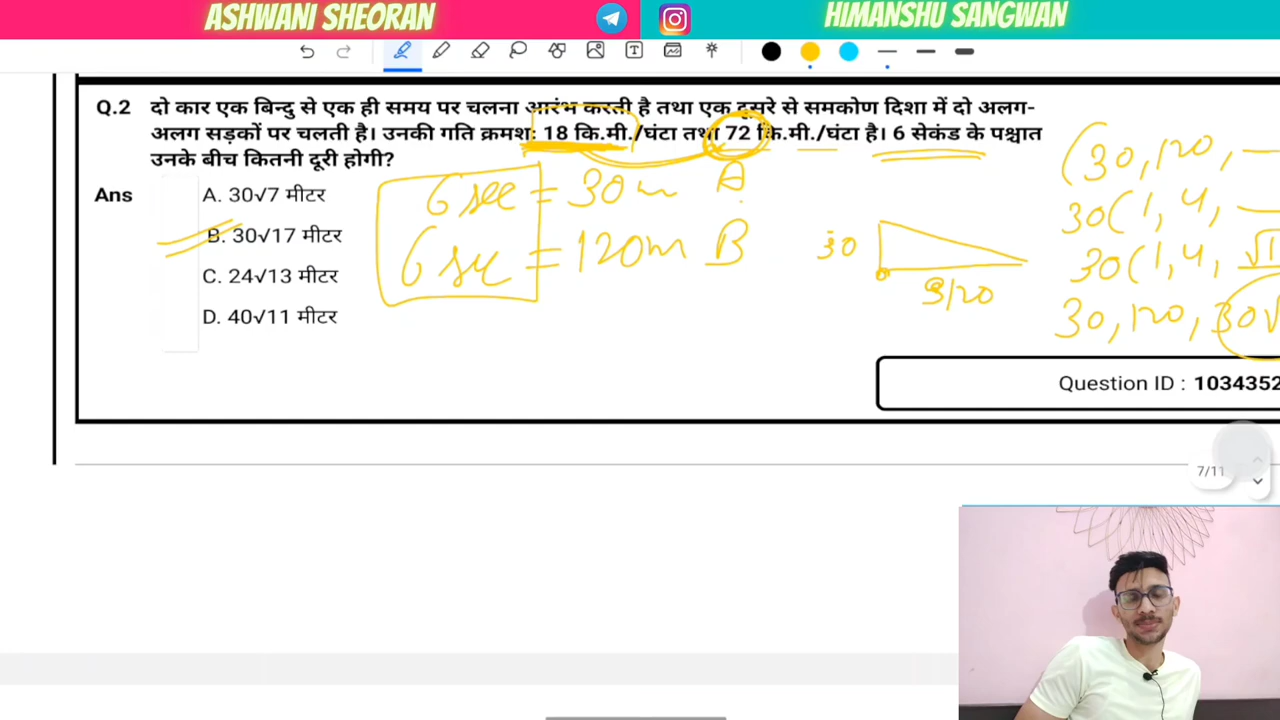 ASHWANI SHEORAN
HIMANSHU SANGWAN
Q.2 दो कार एक बिन्दु से एक ही समय पर चलना आरंभ करती है तथा एक दूसरे से समकोण दिशा में दो अलग-
अलग सड़कों पर चलती है। उनकी गति क्रमशः 18 कि.मी./घंटा तथा 72 कि.मी./घंटा है। 6 सेकंड के पश्चात
उनके बीच कितनी दूरी होगी?
Ans
A. 30√7 मीटर
B. 30√17 मीटर
C. 24√13 मीटर
D. 40√11 मीटर
6 sec = 30m A
6 sec = 120m B
30
120
(30, 120, —
30(1, 4, —
30(1, 4, √1
30, 120, 30√
Question ID : 1034352
7/11